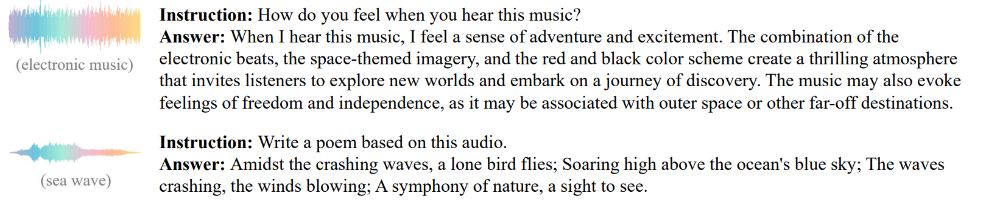 Instruction: How do you feel when you hear this music?
Answer: When I hear this music, I feel a sense of adventure and excitement. The combination of the
electronic beats, the space-themed imagery, and the red and black color scheme create a thrilling atmosphere
(electronic music)
that invites listeners to explore new worlds and embark on a journey of discovery. The music may also evoke
feelings of freedom and independence, as it may be associated with outer space or other far-off destinations.
Instruction: Write a poem based on this audio.
Answer: Amidst the crashing waves, a lone bird flies; Soaring high above the ocean's blue sky; The waves
(sea wave)
crashing, the winds blowing; A symphony of nature, a sight to see.